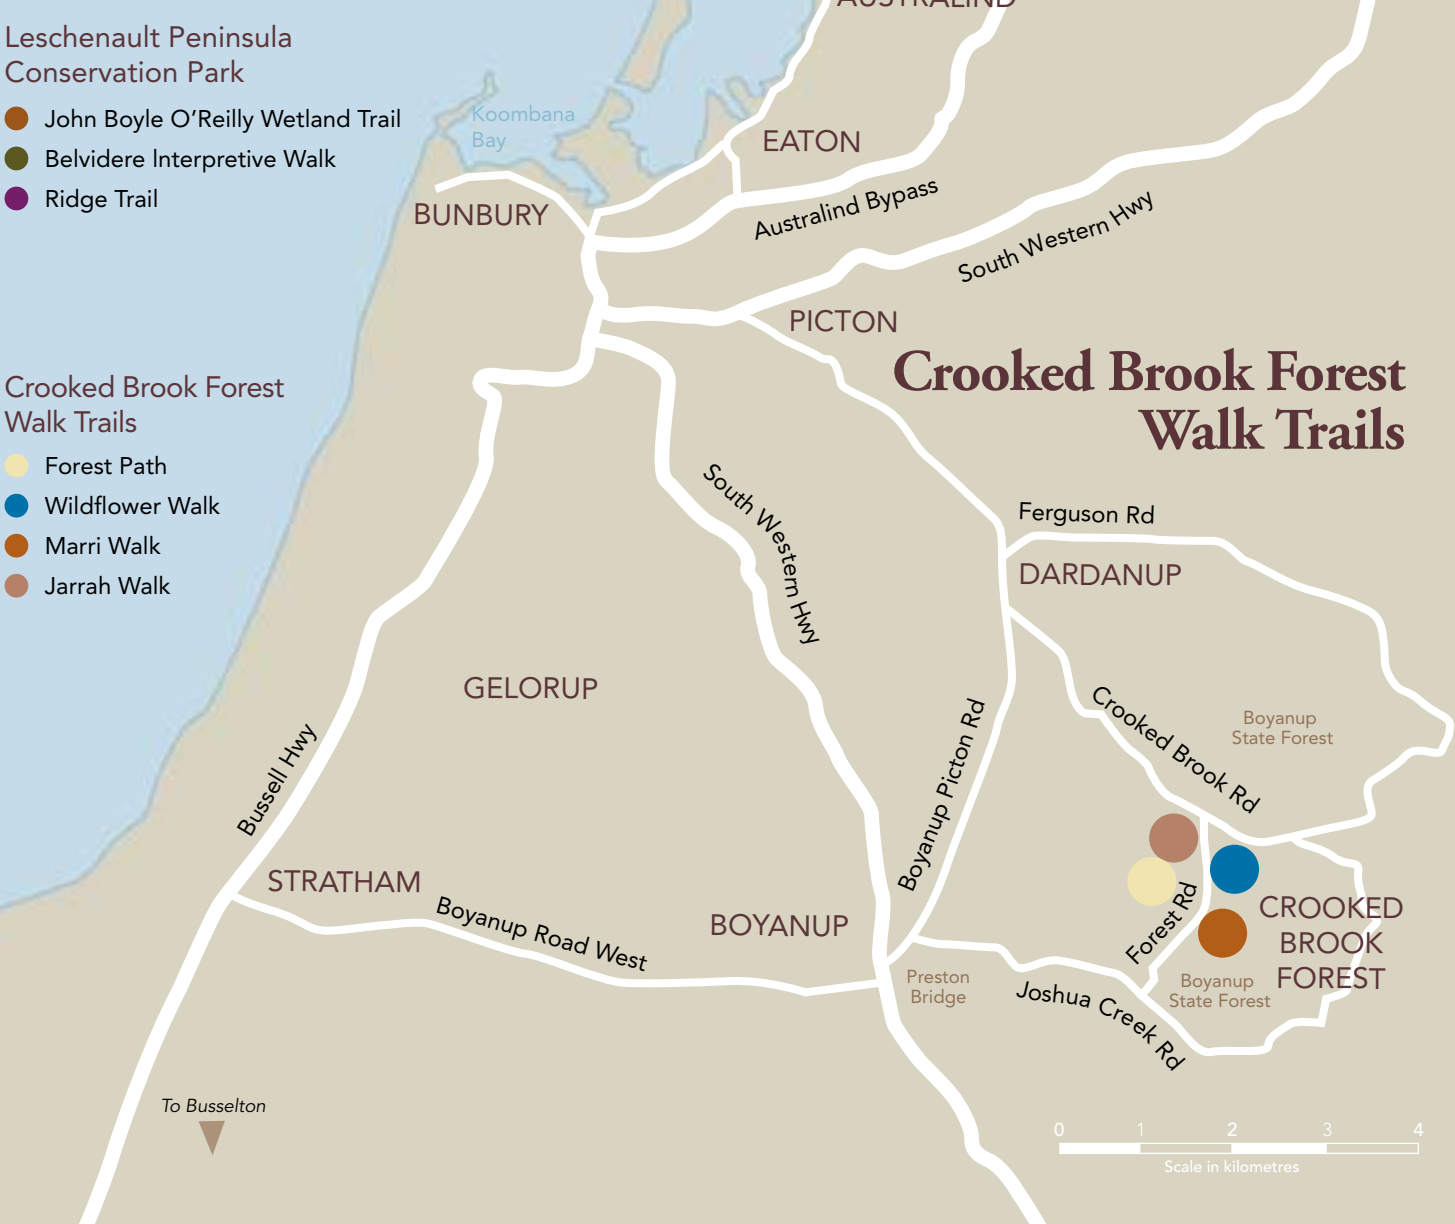 AUSTRALIND
Leschenault Peninsula
Conservation Park
John Boyle O'Reilly Wetland Trail
Belvidere Interpretive Walk
Ridge Trail
Koombana
Bay
EATON
BUNBURY
Australind Bypass
South Western Hwy
PICTON
Crooked Brook Forest
Walk Trails
Crooked Brook Forest
Walk Trails
Forest Path
Wildflower Walk
Marri Walk
Jarrah Walk
South Western Hwy
Ferguson Rd
DARDANUP
GELORUP
Crooked Brook Rd
Boyanup
State Forest
Boyanup Picton Rd
Bussell Hwy
STRATHAM
Boyanup Road West
BOYANUP
Forest Rd
CROOKED
BROOK
FOREST
Preston
Bridge
Boyanup
State Forest
Joshua Creek Rd
To Busselton
0 1 2 3 4
Scale in kilometres